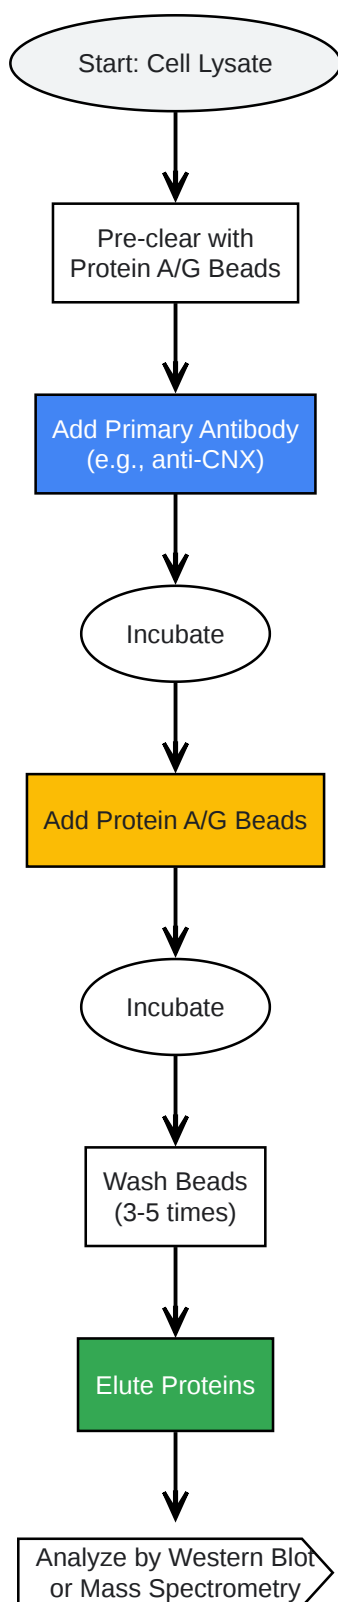 Start: Cell Lysate
Pre-clear with
Protein A/G Beads
Add Primary Antibody
(e.g., anti-CNX)
Incubate
Add Protein A/G Beads
Incubate
Wash Beads
(3-5 times)
Elute Proteins
Analyze by Western Blot
or Mass Spectrometry